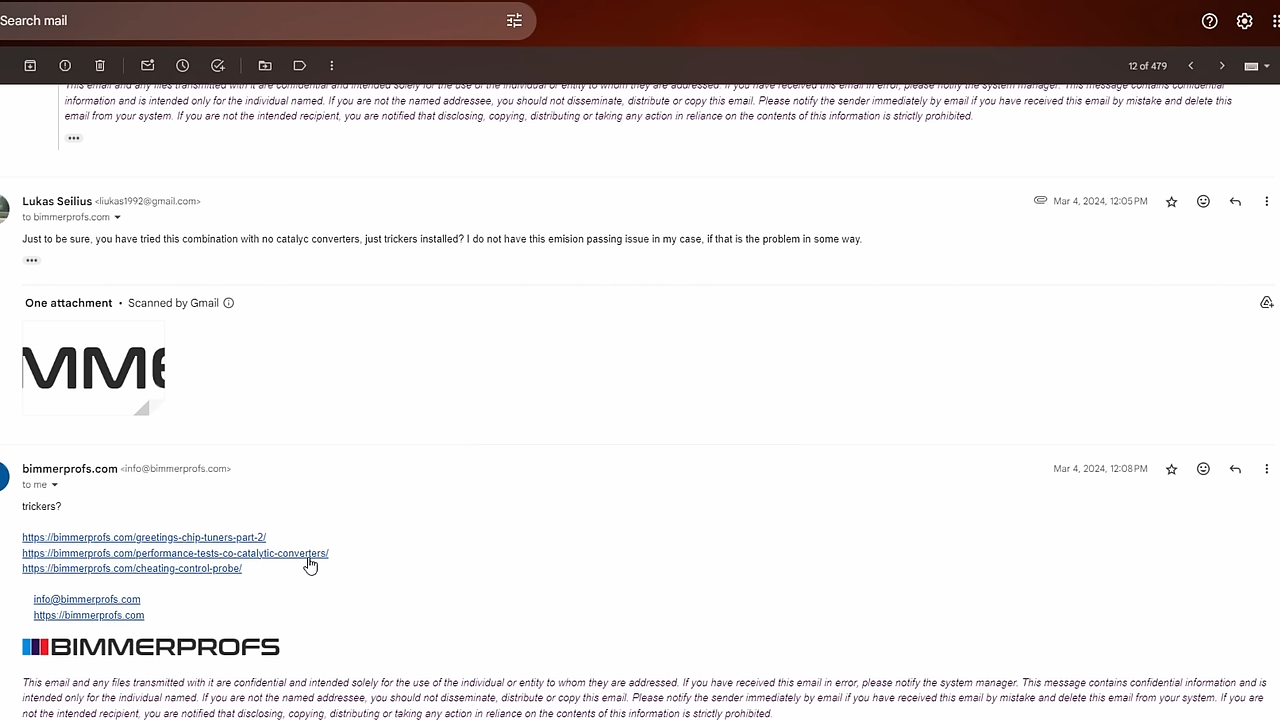 Search mail
12 of 479
This email and any files transmitted with it are confidential and intended solely for the use of the individual or entity to whom they are addressed. If you have received this email in error, please notify the system manager. This message contains confidential
information and is intended only for the individual named. If you are not the named addressee, you should not disseminate, distribute or copy this email. Please notify the sender immediately by email if you have received this email by mistake and delete this
email from your system. If you are not the intended recipient, you are notified that disclosing, copying, distributing or taking any action in reliance on the contents of this information is strictly prohibited.
Lukas Seilius <liukas1992@gmail.com> Mar 4, 2024, 12:05 PM
to bimmerprofs.com
Just to be sure, you have tried this combination with no catalyc converters, just trickers installed? I do not have this emision passing issue in my case, if that is the problem in some way.
One attachment • Scanned by Gmail
MME
bimmerprofs.com <info@bimmerprofs.com> Mar 4, 2024, 12:08 PM
to me
trickers?
https://bimmerprofs.com/greetings-chip-tuners-part-2/
https://bimmerprofs.com/performance-tests-co-catalytic-converters/
https://bimmerprofs.com/cheating-control-probe/
info@bimmerprofs.com
https://bimmerprofs.com
BIMMERPROFS
This email and any files transmitted with it are confidential and intended solely for the use of the individual or entity to whom they are addressed. If you have received this email in error, please notify the system manager. This message contains confidential information and is
intended only for the individual named. If you are not the named addressee, you should not disseminate, distribute or copy this email. Please notify the sender immediately by email if you have received this email by mistake and delete this email from your system. If you are
not the intended recipient, you are notified that disclosing, copying, distributing or taking any action in reliance on the contents of this information is strictly prohibited.